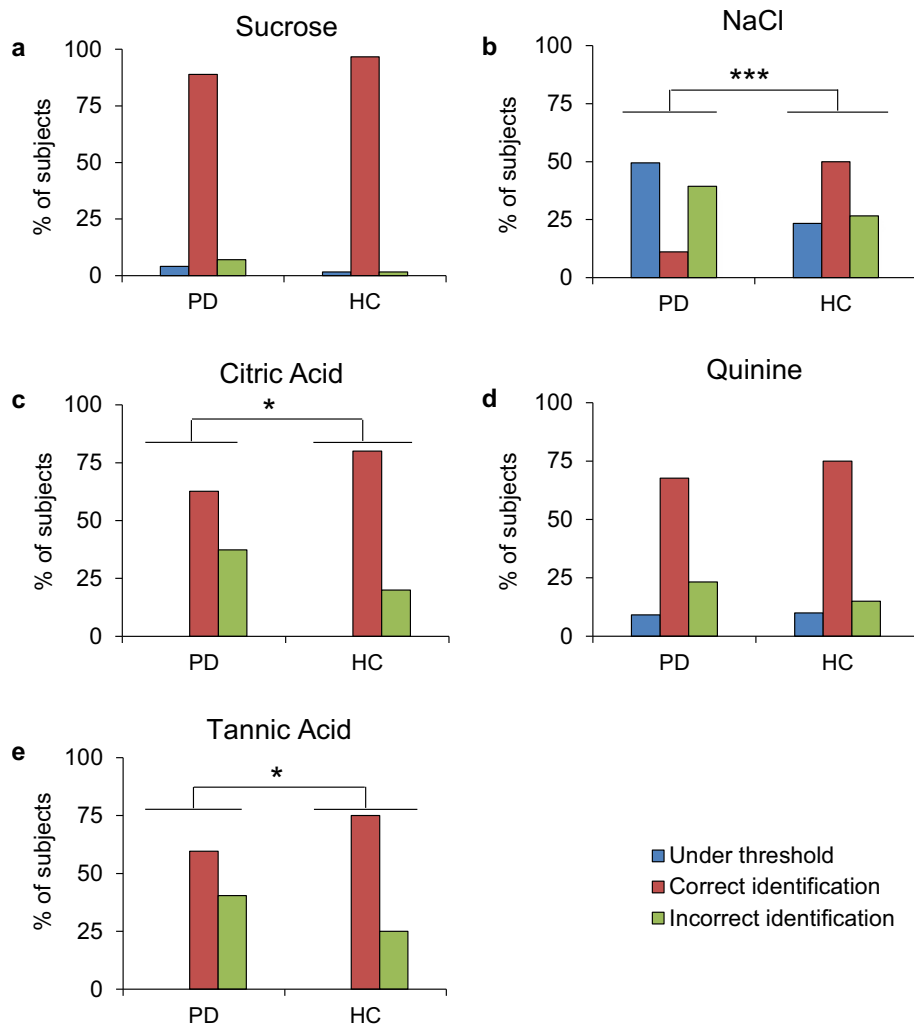 a
Sucrose
100
75
50
25
0
% of subjects
PD HC
b
NaCl
100
75
50
25
0
% of subjects
***
PD HC
c
Citric Acid
100
75
50
25
0
% of subjects
*
PD HC
d
Quinine
100
75
50
25
0
% of subjects
PD HC
e
Tannic Acid
100
75
50
25
0
% of subjects
*
PD HC
Under threshold
Correct identification
Incorrect identification